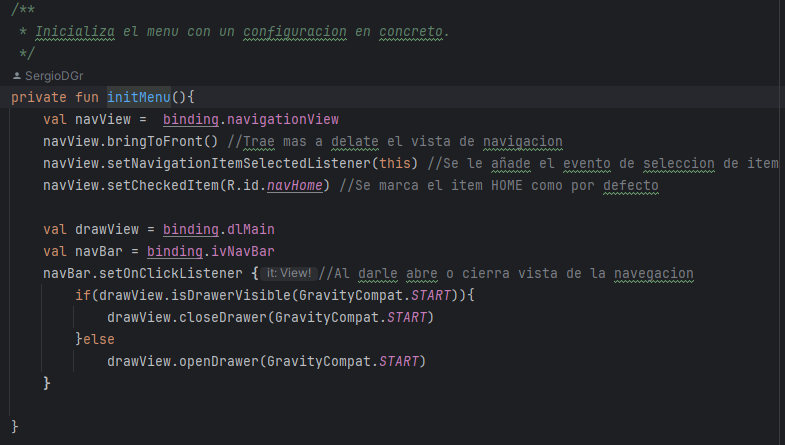 /**
 * Inicializa el menu con un configuracion en concreto.
 */
SergioDGr
private fun initMenu(){
    val navView =  binding.navigationView
    navView.bringToFront() //Trae mas a delate el vista de navigacion
    navView.setNavigationItemSelectedListener(this) //Se le añade el evento de seleccion de item
    navView.setCheckedItem(R.id.navHome) //Se marca el item HOME como por defecto
    val drawView = binding.dlMain
    val navBar = binding.ivNavBar
    navBar.setOnClickListener { it:View! //Al darle abre o cierra vista de la navegacion
        if(drawView.isDrawerVisible(GravityCompat.START)){
            drawView.closeDrawer(GravityCompat.START)
        }else
            drawView.openDrawer(GravityCompat.START)
    }
}